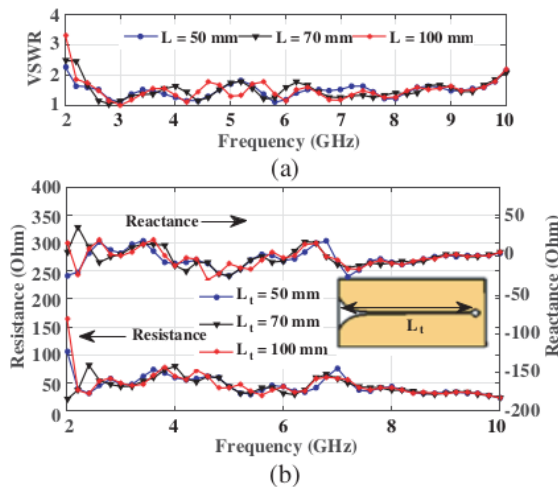 4
3
2
1
VSWR
L = 50 mm L = 70 mm L = 100 mm
2 3 4 5 6 7 8 9 10
Frequency (GHz)
(a)
400
350
300
250
200
150
100
50
0
Resistance (Ohm)
50
0
-50
-100
-150
-200
Reactance (Ohm)
Reactance
Lt = 50 mm
Lt = 70 mm
Lt = 100 mm
Resistance
Lt
2 4 6 8 10
Frequency (GHz)
(b)